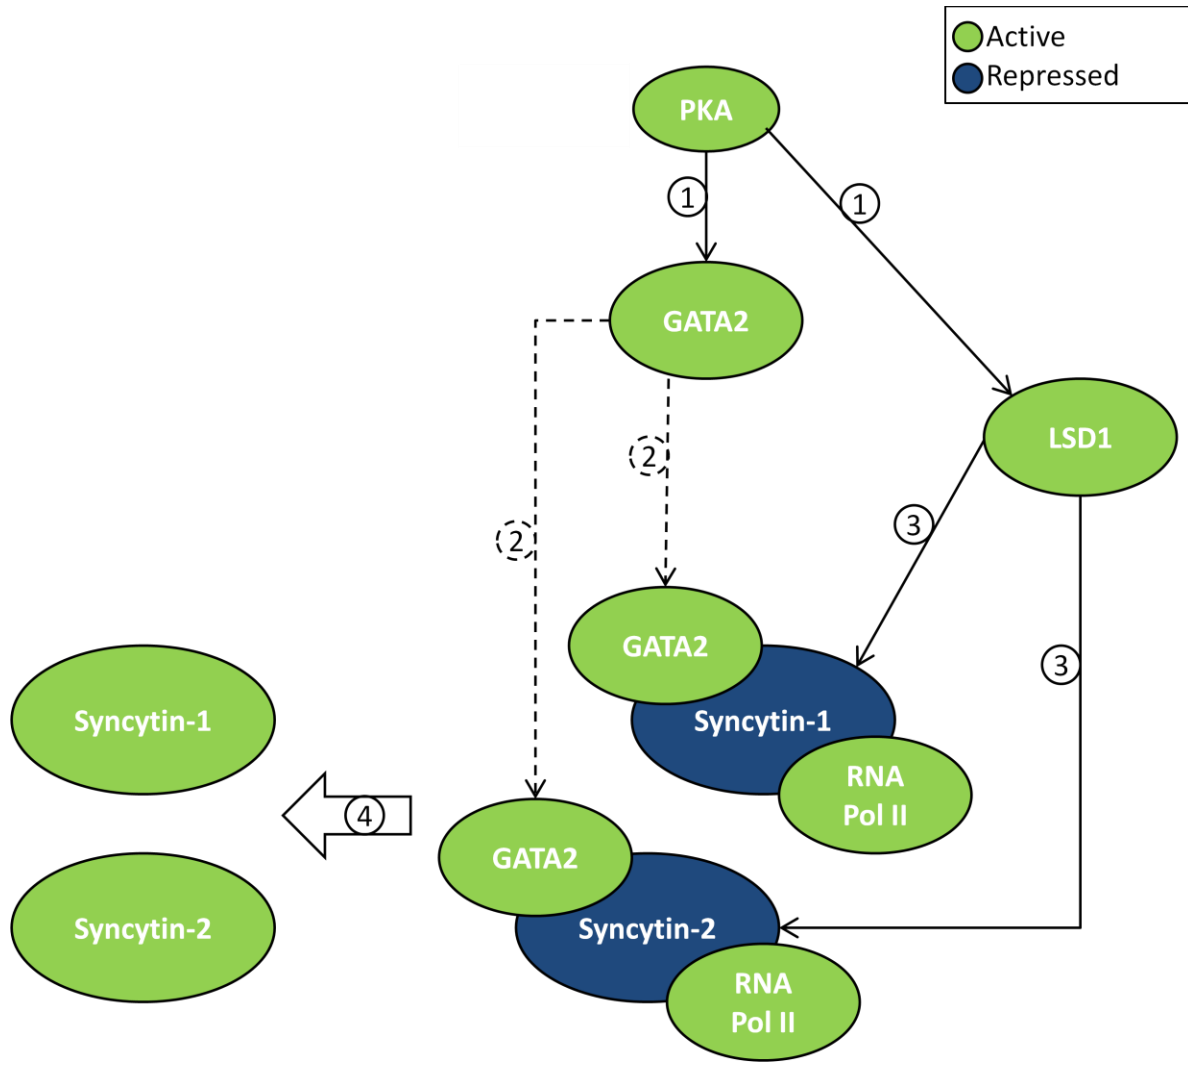 Active
Repressed
PKA
1
1
GATA2
LSD1
2
3
2
GATA2
3
Syncytin-1
Syncytin-1
RNA
Pol II
4
GATA2
Syncytin-2
Syncytin-2
RNA
Pol II